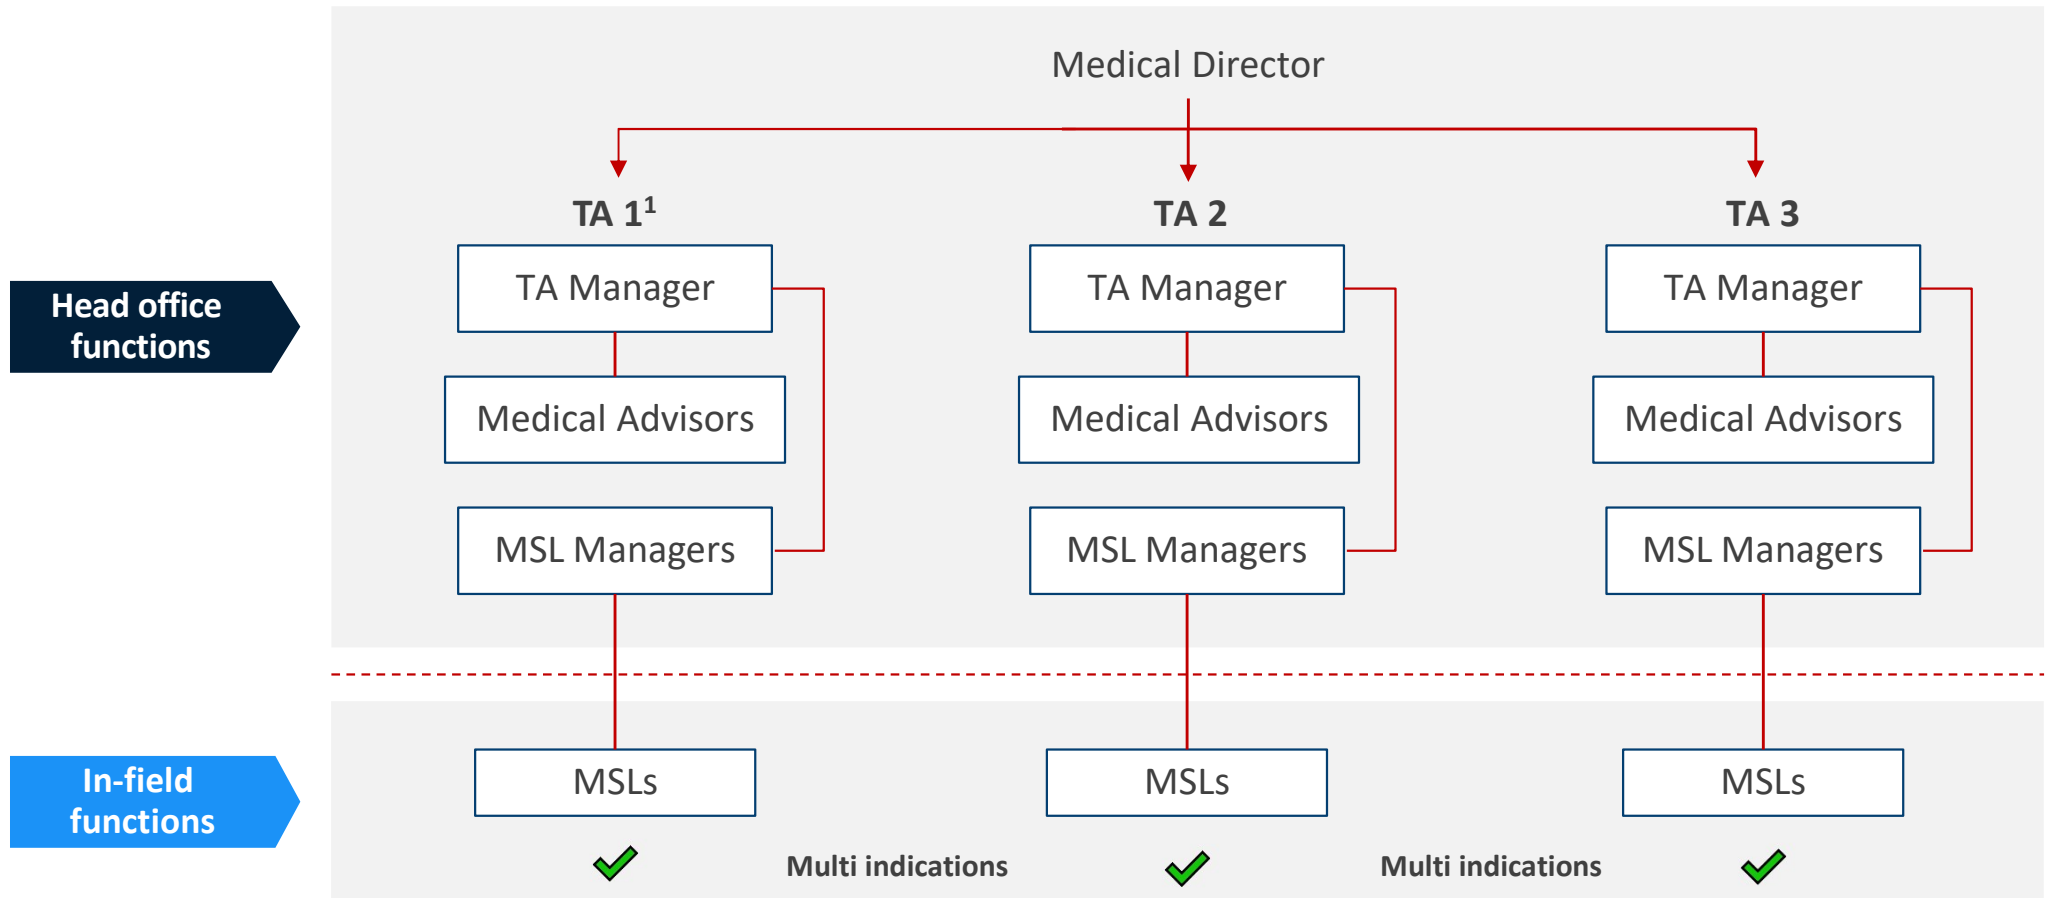 Medical Director
TA 1¹
TA 2
TA 3
TA Manager
TA Manager
TA Manager
Head office
functions
Medical Advisors
Medical Advisors
Medical Advisors
MSL Managers
MSL Managers
MSL Managers
In-field
functions
MSLs
MSLs
MSLs
Multi indications
Multi indications